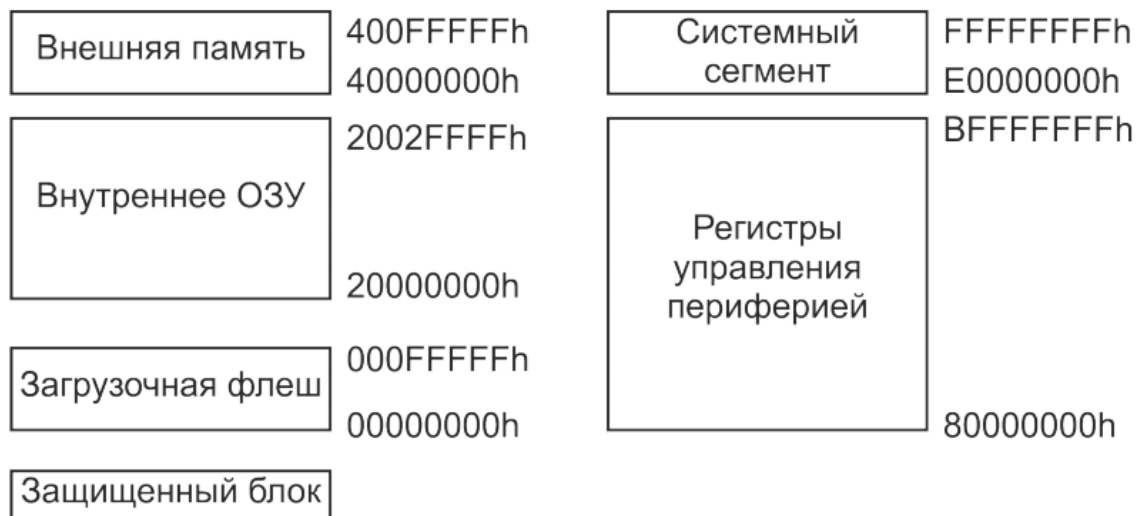 Внешняя память
400FFFFFh
40000000h
Внутреннее ОЗУ
2002FFFFh
20000000h
Загрузочная флеш
000FFFFFh
00000000h
Защищенный блок
Системный
сегмент
FFFFFFFFh
E0000000h
Регистры
управления
периферией
BFFFFFFFh
80000000h